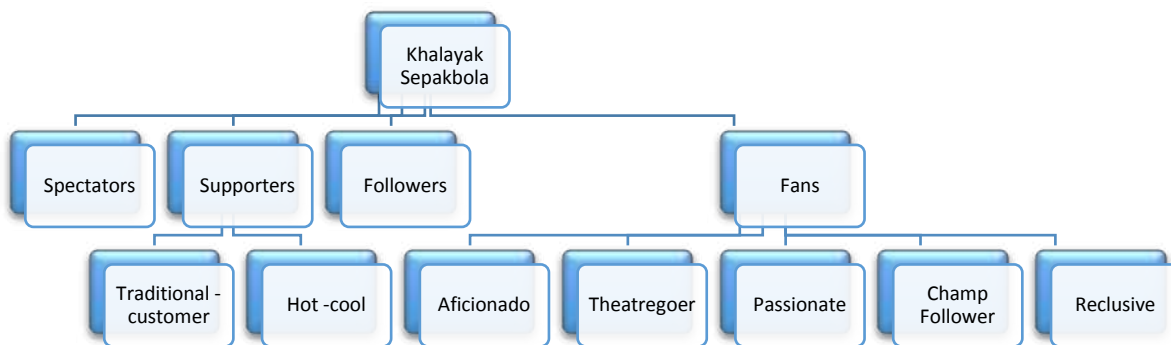 Khalayak
Sepakbola
Spectators
Supporters
Followers
Fans
Traditional -
customer
Hot -cool
Aficionado
Theatregoer
Passionate
Champ
Follower
Reclusive